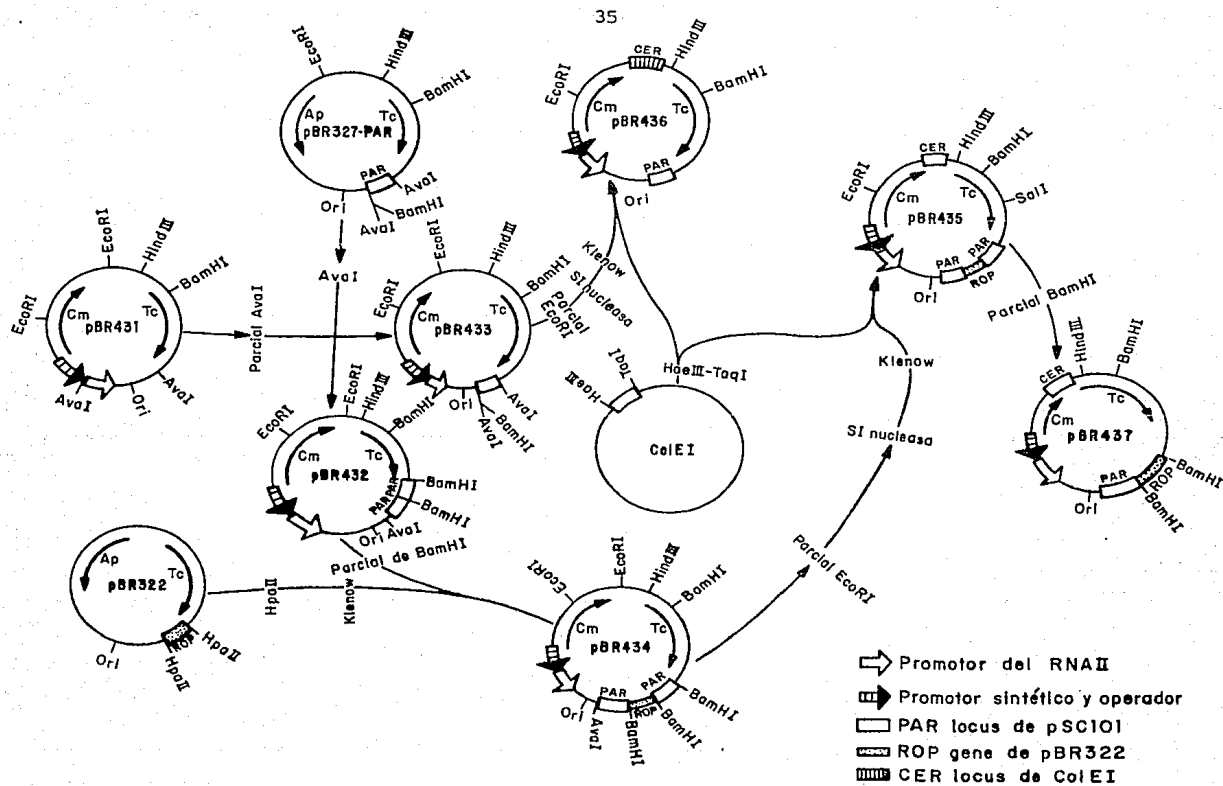 35
EcoRI
HindIII
BamHI
Ap
Tc
pBR327-PAR
PAR
AvaI
BamHI
AvaI
Ori
AvaI
EcoRI
CER
HindIII
BamHI
Cm
Tc
pBR436
PAR
Ori
EcoRI
CER
HindIII
BamHI
SalI
Cm
Tc
pBR435
PAR
ROP
PAR
Ori
Parcial BamHI
EcoRI
EcoRI
HindIII
BamHI
Cm
Tc
pBR431
AvaI
Ori
AvaI
Parcial AvaI
EcoRI
EcoRI
HindIII
BamHI
Cm
Tc
pBR433
Ori
AvaI
BamHI
AvaI
Parcial
EcoRI
SI nucleasa
Klenow
HaeIII-TaqI
TaqI
HaeIII
ColEI
Klenow
SI nucleasa
Parcial EcoRI
HindIII
BamHI
CER
Cm
Tc
pBR437
PAR
ROP
BamHI
BamHI
Ori
EcoRI
EcoRI
HindIII
BamHI
Cm
Tc
pBR432
PAR
PAR
BamHI
BamHI
Ori
AvaI
Parcial de BamHI
Ap
Tc
pBR322
ROP
HpaII
HpaII
Ori
HpaII
Klenow
EcoRI
EcoRI
HindIII
BamHI
Cm
Tc
pBR434
PAR
ROP
PAR
BamHI
BamHI
BamHI
AvaI
Ori
Promotor del RNAII
Promotor sintético y operador
PAR locus de pSC101
ROP gene de pBR322
CER locus de ColEI